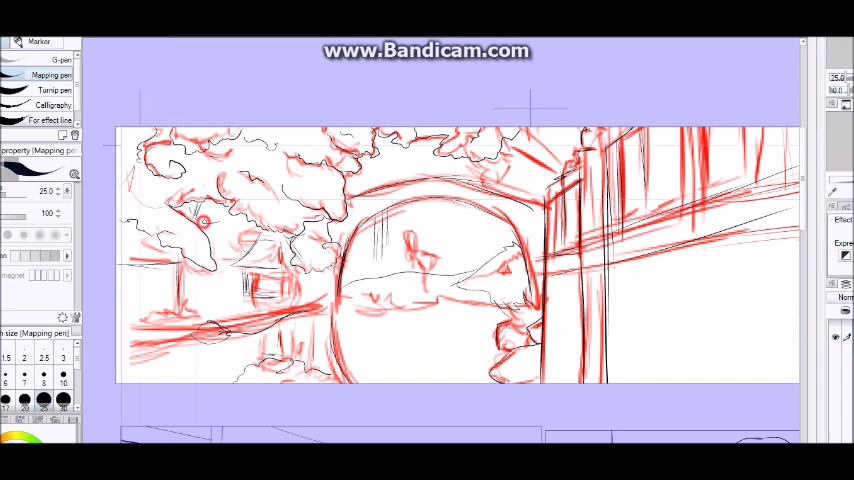 Marker
www.Bandicam.com
G-pen
Mapping pen
Turnip pen
Calligraphy
For effect line
property [Mapping pen
25.0
100
on
magnet
h size [Mapping pen]
1.5 2 2.5 3
6 7 8 10
17 20 25 30
25.0
Expre
Norm